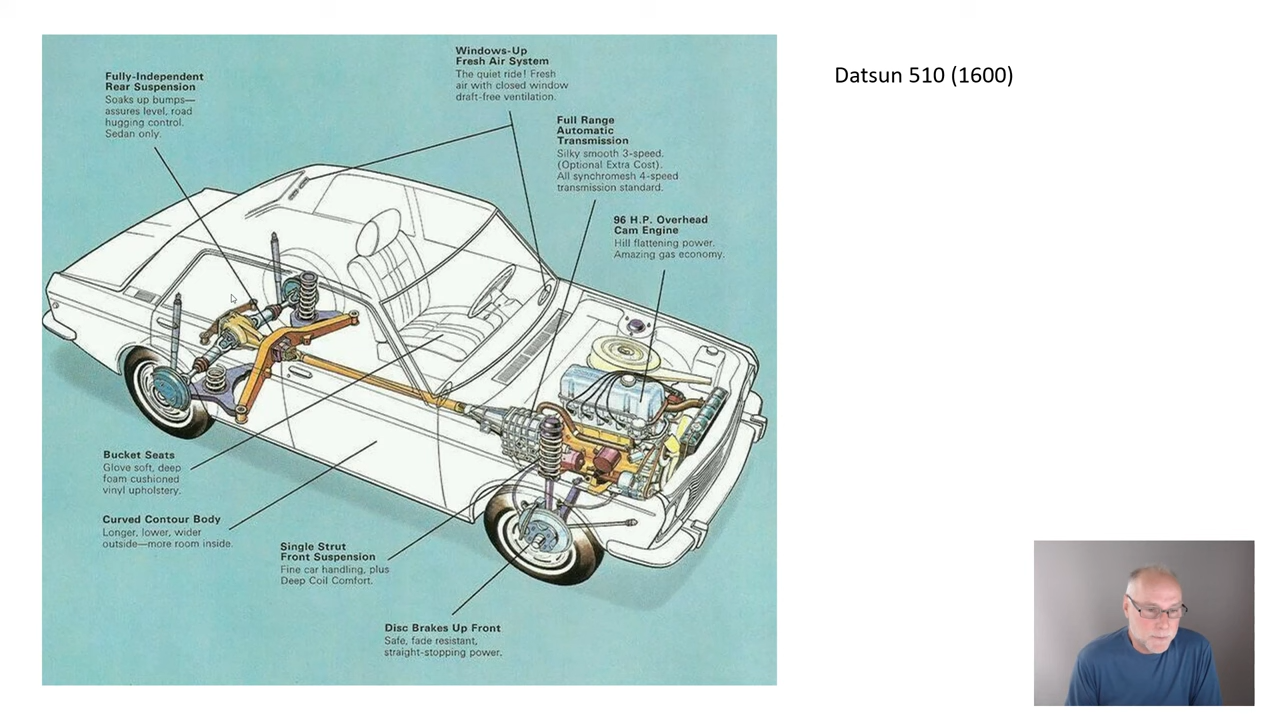 Datsun 510 (1600)
Windows-Up
Fresh Air System
The quiet ride! Fresh
air with closed window
draft-free ventilation.
Fully-Independent
Rear Suspension
Soaks up bumps—
assures level, road
hugging control.
Sedan only.
Full Range
Automatic
Transmission
Silky smooth 3-speed.
(Optional Extra Cost).
All synchromesh 4-speed
transmission standard.
96 H.P. Overhead
Cam Engine
Hill flattening power.
Amazing gas economy.
Bucket Seats
Glove soft, deep
foam cushioned
vinyl upholstery.
Curved Contour Body
Longer, lower, wider
outside—more room inside.
Single Strut
Front Suspension
Fine car handling, plus
Deep Coil Comfort.
Disc Brakes Up Front
Safe, fade resistant,
straight-stopping power.